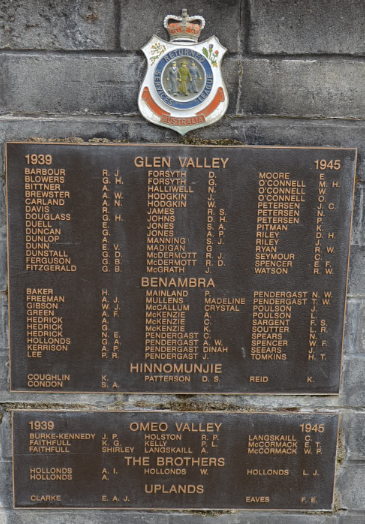 RETURNED
SERVICES
LEAGUE
AUSTRALIA
1939 GLEN VALLEY 1945
BARBOUR R. J. FORSYTH D. MOORE E.
BLOWERS G. H. FORSYTH G. O'CONNELL M. H.
BITTNER A. HALLIWELL N. O'CONNELL W.
BREWSTER A. W. HODGKIN J. O'CONNELL O.
CARLAND A. N. HODGKIN W. PETERSEN J. C.
DAVIS B. JAMES R. S. PETERSEN N.
DOUGLASS G. H. JOHNS D. H. PETERSEN P.
DUELL E. JONES S. A. PITMAN K.
DUNCAN G. JONES A. P. RILEY D. H.
DUNLOP A. MANNING S. J. RILEY J.
DUNN E. V. MADIGAN G. RYAN R. W.
DUNSTALL G. D. McDERMOTT R. J. SEYMOUR C.
FERGUSON G. B. McDERMOTT R. D. SPENCER E. F.
FITZGERALD G. B. McGRATH J. WATSON R. W.
BENAMBRA
BAKER H. MAINLAND P. PENDERGAST N. W.
FREEMAN A. J. MULLENS MADELINE PENDERGAST T. W.
GIBSON W. J. McCALLUM CRYSTAL POULSON J.
GREEN A. F. McKENZIE A. POULSON L.
HEDRICK A. McKENZIE C. SARGENT F. S.
HEDRICK G. McKENZIE K. SOUTTER L. R.
HEDRICK N. E. PENDERGAST C. SPEARS N.
HOLLONDS G. A. PENDERGAST A. W. SPENCER W. F.
KERRISON A. P. PENDERGAST DINAH SEEARS J.
LEE P. R. PENDERGAST J. TOMKINS H. T.
HINNOMUNJIE
COUGHLIN K. PATTERSON D. S. REID K.
CONDON S. A.
1939 OMEO VALLEY 1945
BURKE-KENNEDY J. P. HOLSTON R. P. LANGSKAILL C.
FAITHFULL K. G. KELLY P. L. McCORMACK E. T.
FAITHFULL SHIRLEY LANGSKAILL A. McCORMACK W. P.
THE BROTHERS
HOLLONDS A. I. HOLLONDS W. HOLLONDS L. J.
HOLLONDS A.
UPLANDS
CLARKE E. A. J. EAVES F. E.